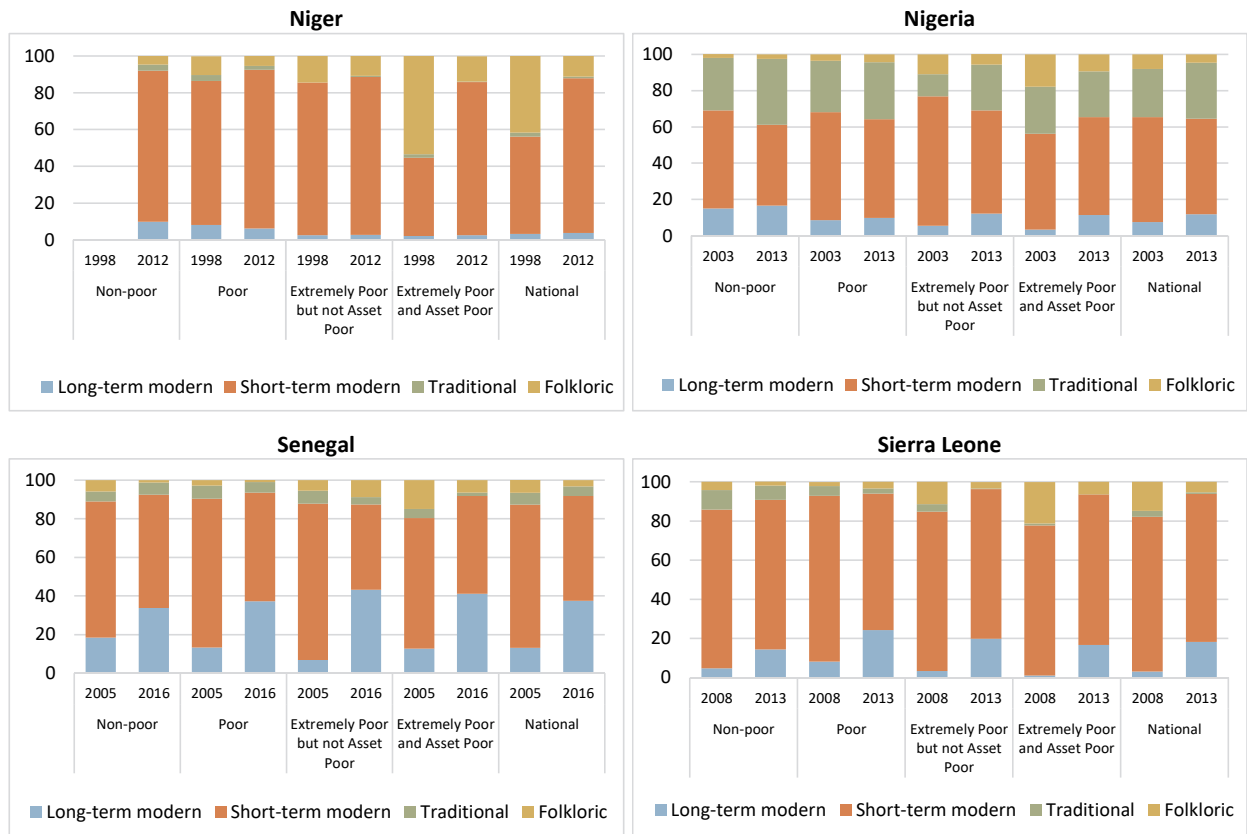 Niger
100
80
60
40
20
0
1998 2012 1998 2012 1998 2012 1998 2012 1998 2012
Non-poor Poor Extremely Poor Extremely Poor National
but not Asset and Asset Poor
Poor
Long-term modern Short-term modern Traditional Folkloric
Nigeria
100
80
60
40
20
0
2003 2013 2003 2013 2003 2013 2003 2013 2003 2013
Non-poor Poor Extremely Poor Extremely Poor National
but not Asset and Asset Poor
Poor
Long-term modern Short-term modern Traditional Folkloric
Senegal
100
80
60
40
20
0
2005 2016 2005 2016 2005 2016 2005 2016 2005 2016
Non-poor Poor Extremely Poor Extremely Poor National
but not Asset and Asset Poor
Poor
Long-term modern Short-term modern Traditional Folkloric
Sierra Leone
100
80
60
40
20
0
2008 2013 2008 2013 2008 2013 2008 2013 2008 2013
Non-poor Poor Extremely Poor Extremely Poor National
but not Asset and Asset Poor
Poor
Long-term modern Short-term modern Traditional Folkloric